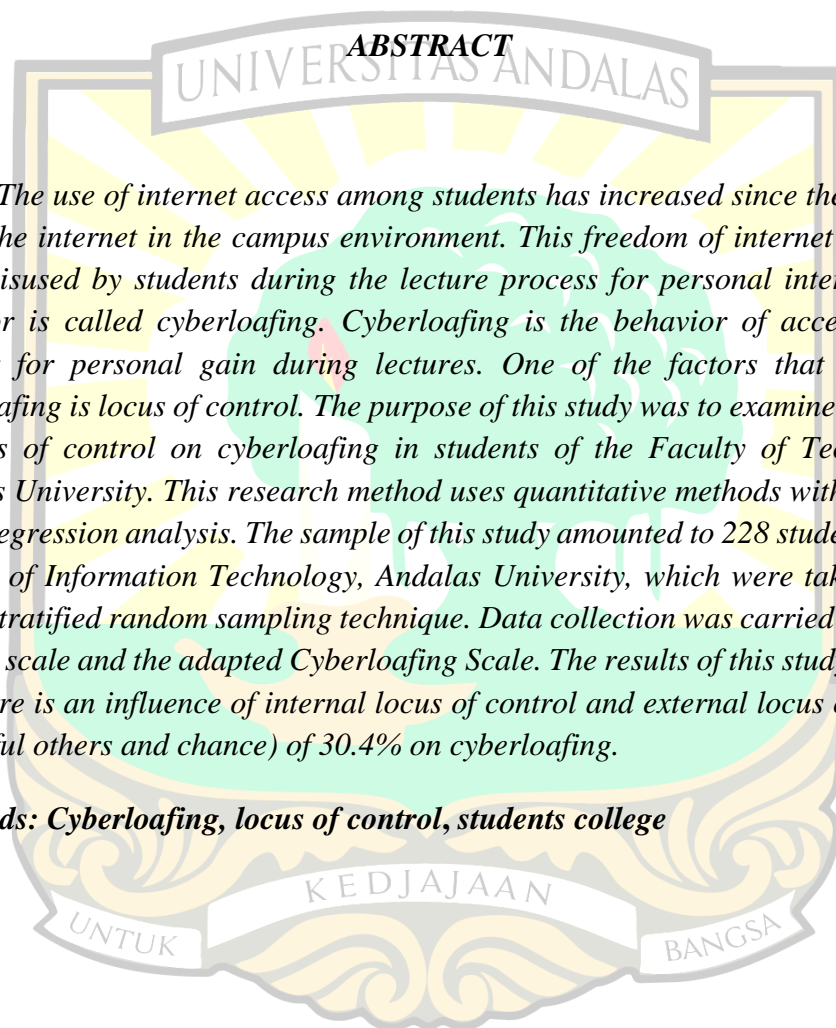 ABSTRACT
UNIVERSITAS ANDALAS
The use of internet access among students has increased since the
he internet in the campus environment. This freedom of internet
isused by students during the lecture process for personal inter
or is called cyberloafing. Cyberloafing is the behavior of acce
for personal gain during lectures. One of the factors that
afing is locus of control. The purpose of this study was to examine
s of control on cyberloafing in students of the Faculty of Te
s University. This research method uses quantitative methods with
egression analysis. The sample of this study amounted to 228 stude
of Information Technology, Andalas University, which were tak
tratified random sampling technique. Data collection was carried
scale and the adapted Cyberloafing Scale. The results of this study
re is an influence of internal locus of control and external locus
ful others and chance) of 30.4% on cyberloafing.
ds: Cyberloafing, locus of control, students college
KEDJAJAAN
UNTUK
BANGSA